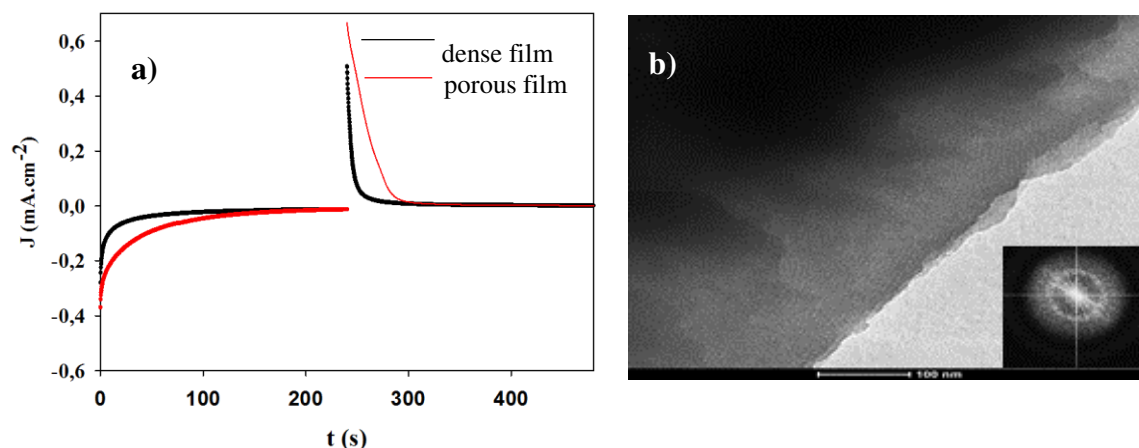 a)
dense film
porous film
J (mA.cm-2)
0,6
0,4
0,2
0,0
-0,2
-0,4
-0,6
0
100
200
300
400
t (s)
b)
100 nm